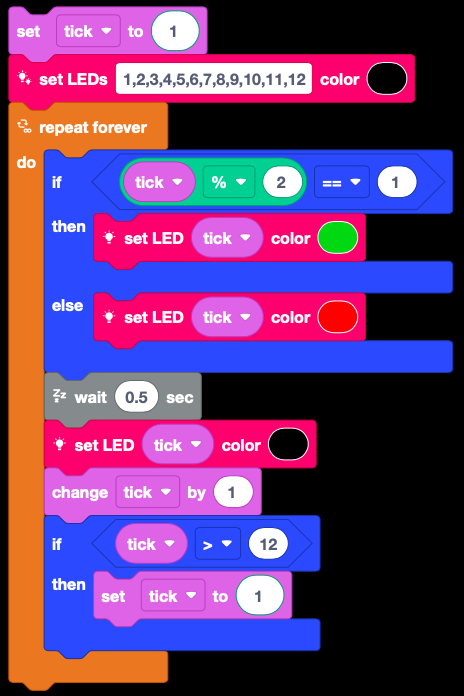 set tick to 1
set LEDs 1,2,3,4,5,6,7,8,9,10,11,12 color
repeat forever
do
if tick % 2 == 1
then set LED tick color
else set LED tick color
Zz wait 0.5 sec
set LED tick color
change tick by 1
if tick > 12
then set tick to 1